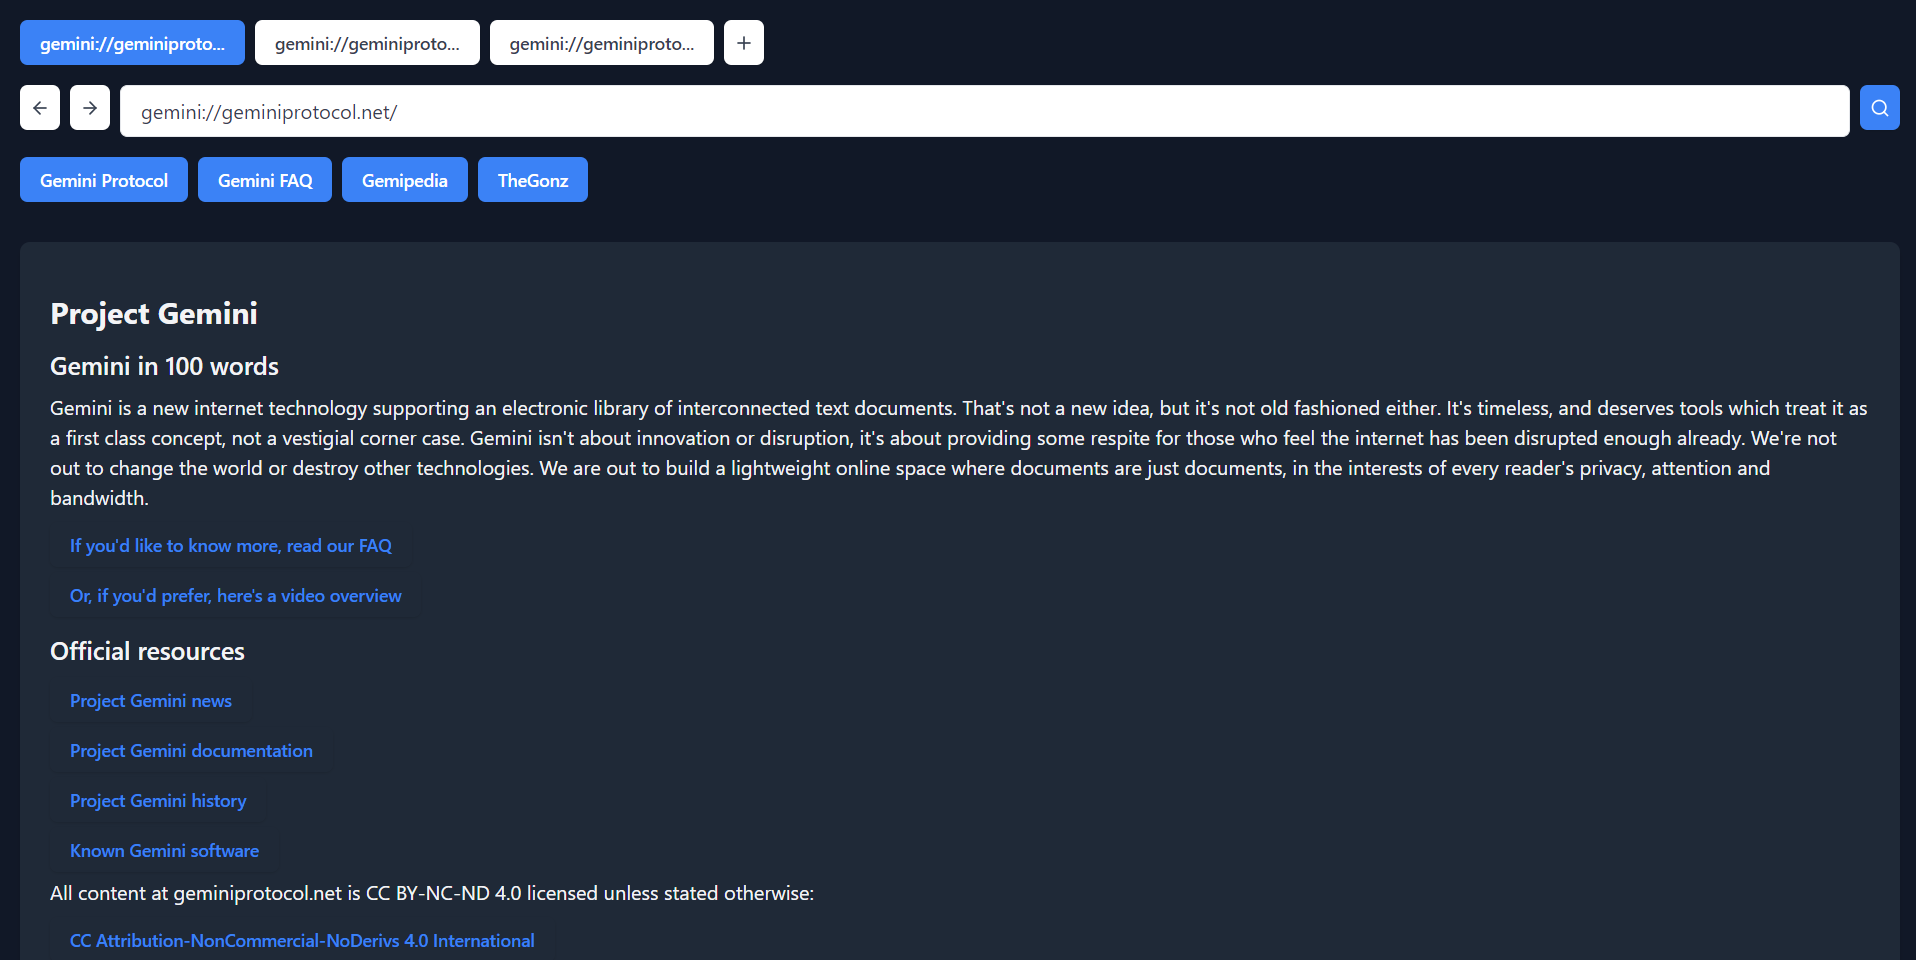 gemini://geminiproto...
gemini://geminiproto...
gemini://geminiproto...
gemini://geminiprotocol.net/
Gemini Protocol
Gemini FAQ
Gemipedia
TheGonz
Project Gemini
Gemini in 100 words
Gemini is a new internet technology supporting an electronic library of interconnected text documents. That's not a new idea, but it's not old fashioned either. It's timeless, and deserves tools which treat it as
a first class concept, not a vestigial corner case. Gemini isn't about innovation or disruption, it's about providing some respite for those who feel the internet has been disrupted enough already. We're not
out to change the world or destroy other technologies. We are out to build a lightweight online space where documents are just documents, in the interests of every reader's privacy, attention and
bandwidth.
If you'd like to know more, read our FAQ
Or, if you'd prefer, here's a video overview
Official resources
Project Gemini news
Project Gemini documentation
Project Gemini history
Known Gemini software
All content at geminiprotocol.net is CC BY-NC-ND 4.0 licensed unless stated otherwise:
CC Attribution-NonCommercial-NoDerivs 4.0 International